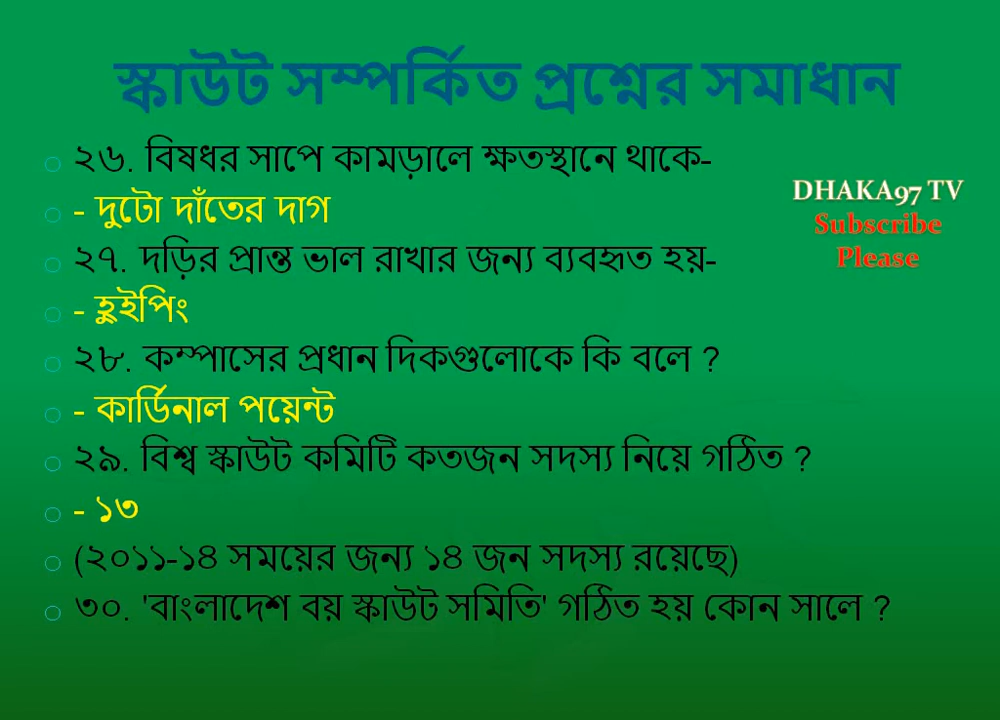 স্কাউট সম্পর্কিত প্রশ্নের সমাধান
২৬. বিষধর সাপে কামড়ালে ক্ষতস্থানে থাকে-
- দুটো দাঁতের দাগ
২৭. দড়ির প্রান্ত ভাল রাখার জন্য ব্যবহৃত হয়-
- হুইপিং
২৮. কম্পাসের প্রধান দিকগুলোকে কি বলে ?
- কার্ডিনাল পয়েন্ট
২৯. বিশ্ব স্কাউট কমিটি কতজন সদস্য নিয়ে গঠিত ?
- ১৩
(২০১১-১৪ সময়ের জন্য ১৪ জন সদস্য রয়েছে)
৩০. 'বাংলাদেশ বয় স্কাউট সমিতি' গঠিত হয় কোন সালে ?
DHAKA97 TV
Subscribe
Please